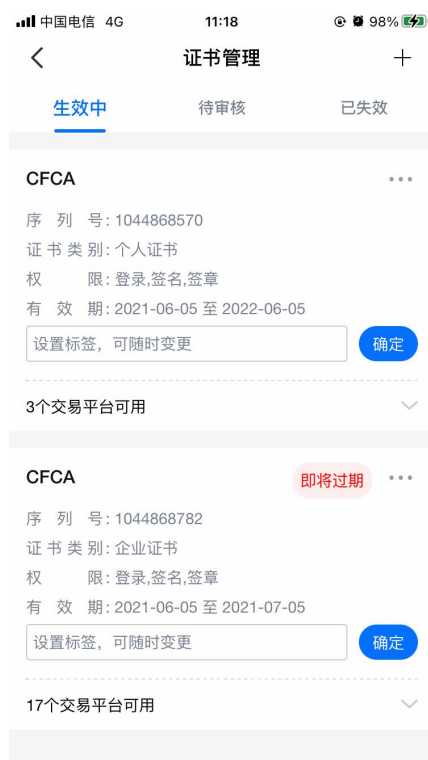 中国电信 4G 11:18 98%
证书管理
生效中 待审核 已失效
CFCA
序列号: 1044868570
证书类别: 个人证书
权限: 登录,签名,签章
有效期: 2021-06-05 至 2022-06-05
设置标签，可随时变更 确定
3个交易平台可用
CFCA 即将过期
序列号: 1044868782
证书类别: 企业证书
权限: 登录,签名,签章
有效期: 2021-06-05 至 2021-07-05
设置标签，可随时变更 确定
17个交易平台可用